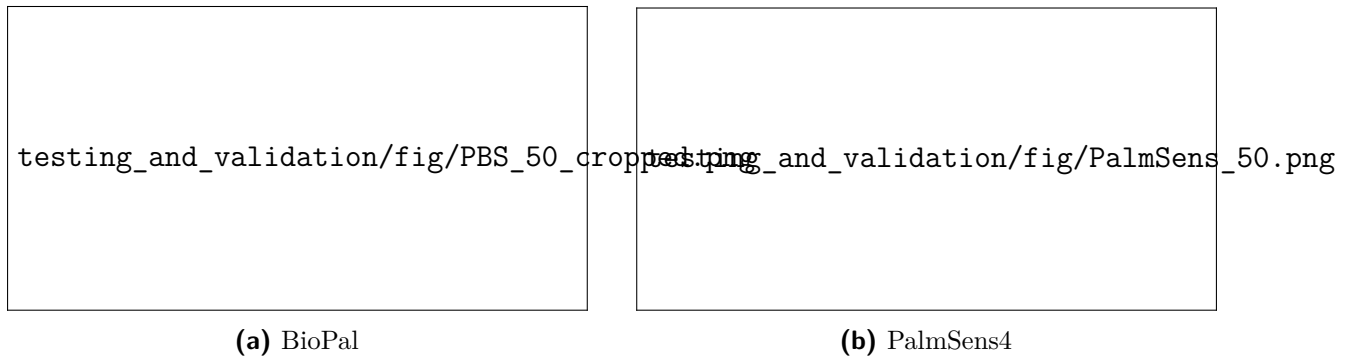 testing_and_validation/fig/PBS_50_cropped.png
testing_and_validation/fig/PalmSens_50.png
(a) BioPal
(b) PalmSens4